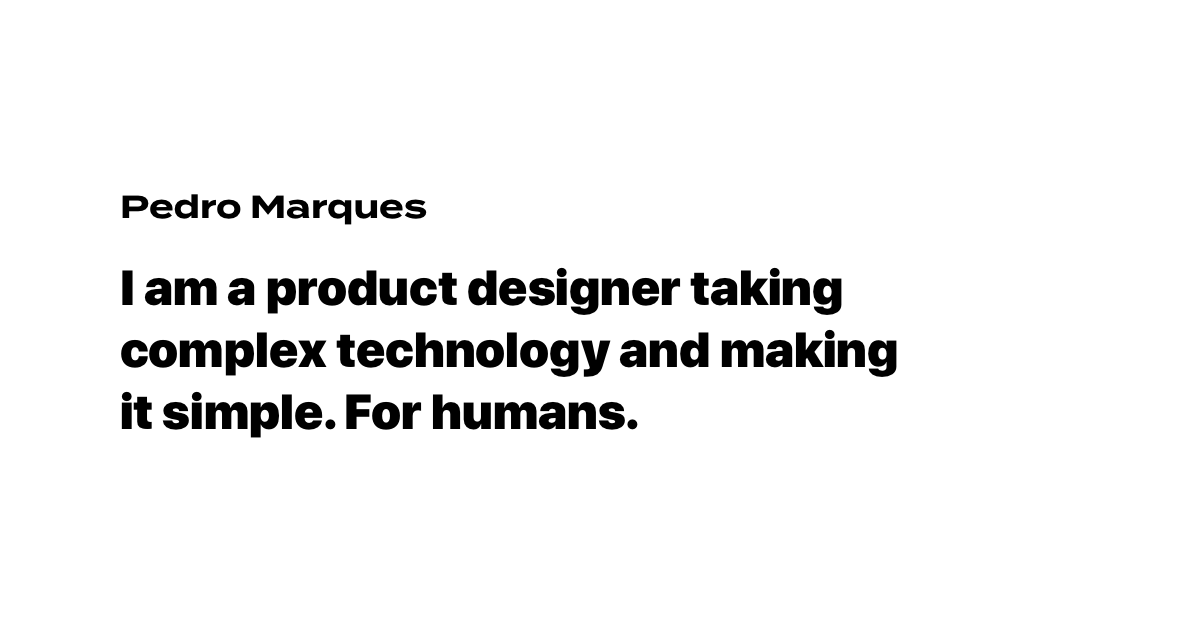 Pedro Marques
I am a product designer taking
complex technology and making
it simple. For humans.